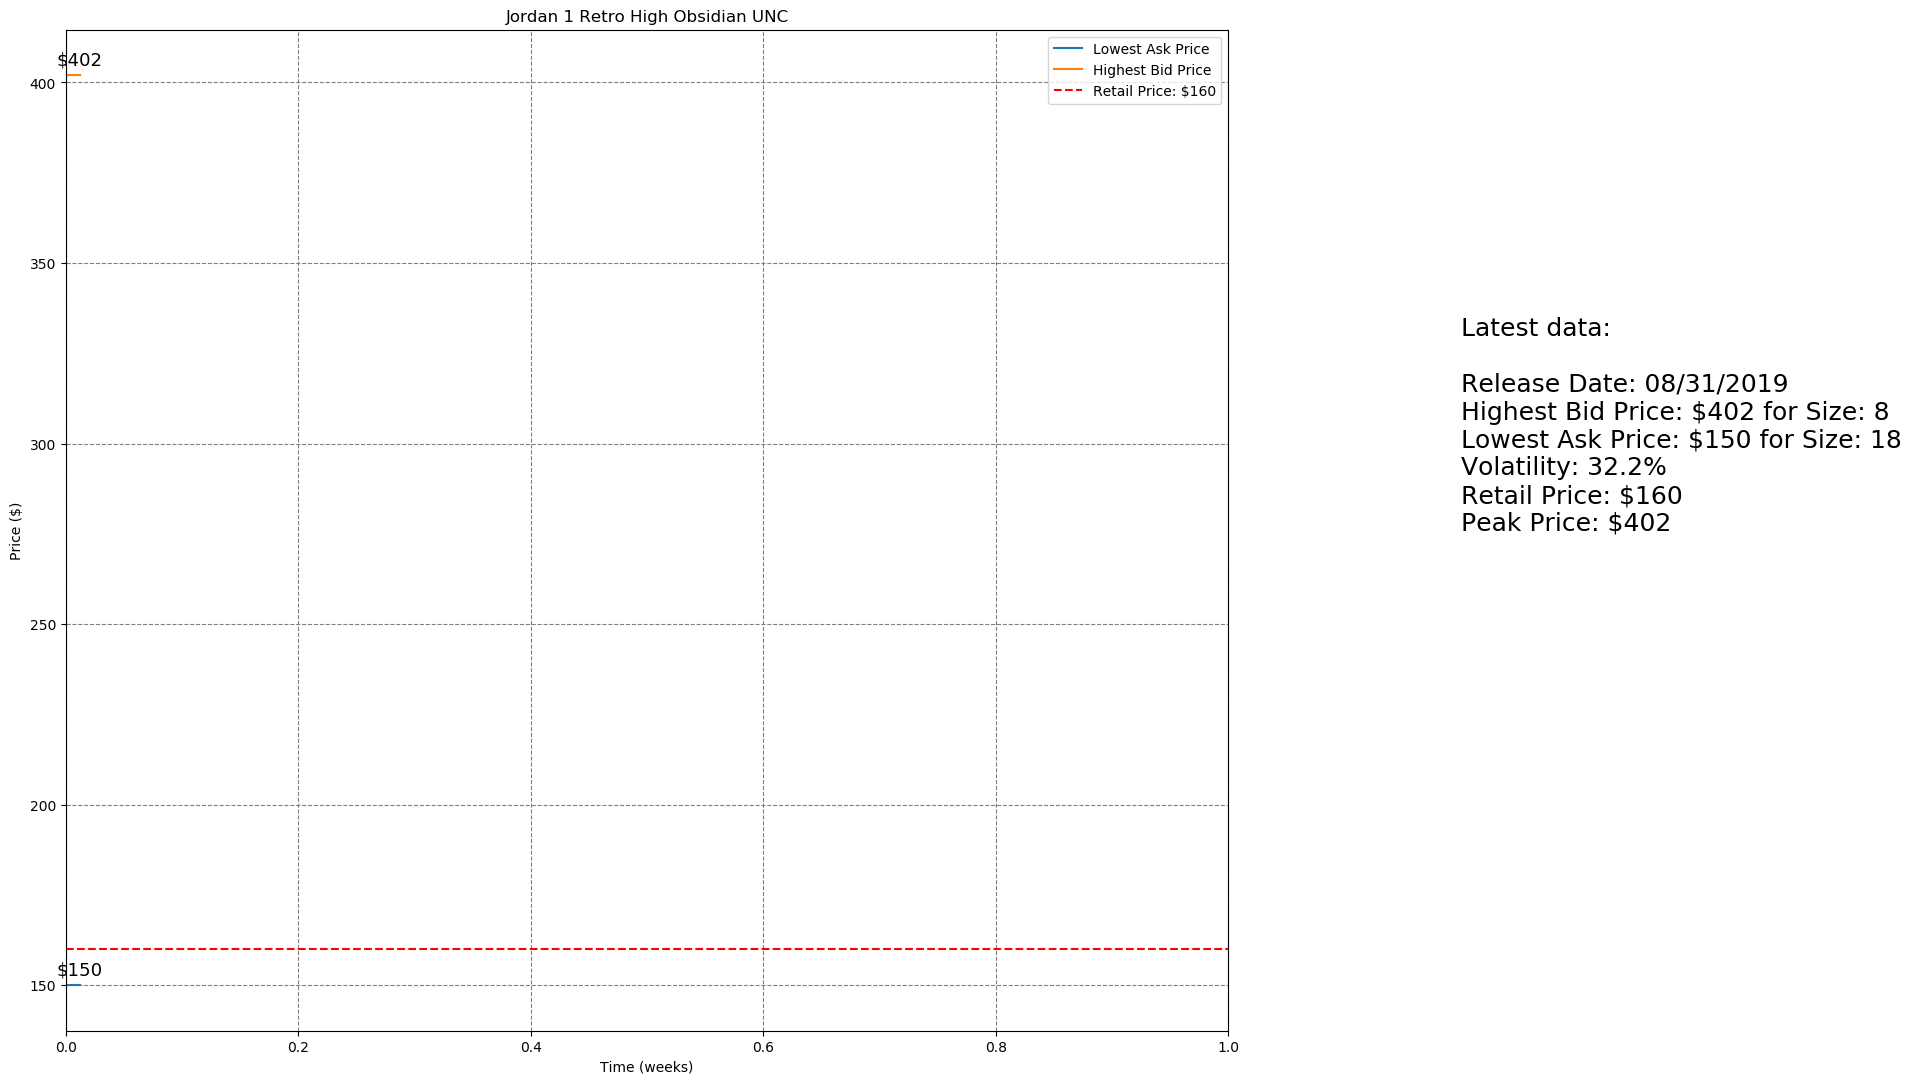 Jordan 1 Retro High Obsidian UNC
$402
Lowest Ask Price
Highest Bid Price
Retail Price: $160
400
350
300
250
200
150
Price ($)
$150
0.0
0.2
0.4
0.6
0.8
1.0
Time (weeks)
Latest data:
Release Date: 08/31/2019
Highest Bid Price: $402 for Size: 8
Lowest Ask Price: $150 for Size: 18
Volatility: 32.2%
Retail Price: $160
Peak Price: $402